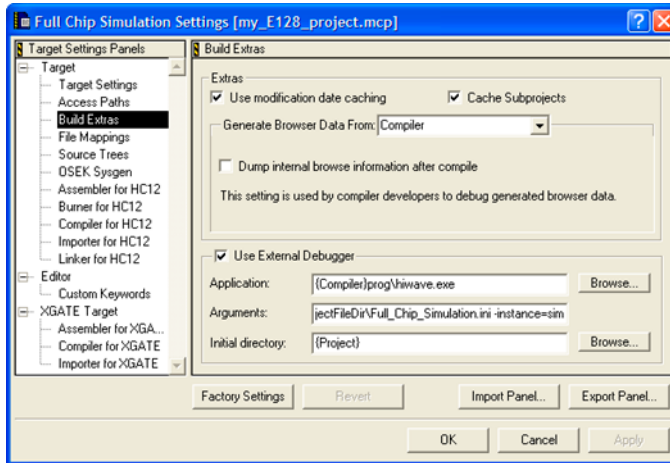 Full Chip Simulation Settings [my_E128_project.mcp]
Target Settings Panels
Target
Target Settings
Access Paths
Build Extras
File Mappings
Source Trees
OSEK Sysgen
Assembler for HC12
Burner for HC12
Compiler for HC12
Importer for HC12
Linker for HC12
Editor
Custom Keywords
XGATE Target
Assembler for XGA...
Compiler for XGATE
Importer for XGATE
Build Extras
Extras
Use modification date caching
Cache Subprojects
Generate Browser Data From: Compiler
Dump internal browse information after compile
This setting is used by compiler developers to debug generated browser data.
Use External Debugger
Application: {Compiler}prog\hiwave.exe Browse...
Arguments: jectFileDir\Full_Chip_Simulation.ini -instance=sim
Initial directory: {Project} Browse...
Factory Settings Revert Import Panel... Export Panel...
OK Cancel Apply